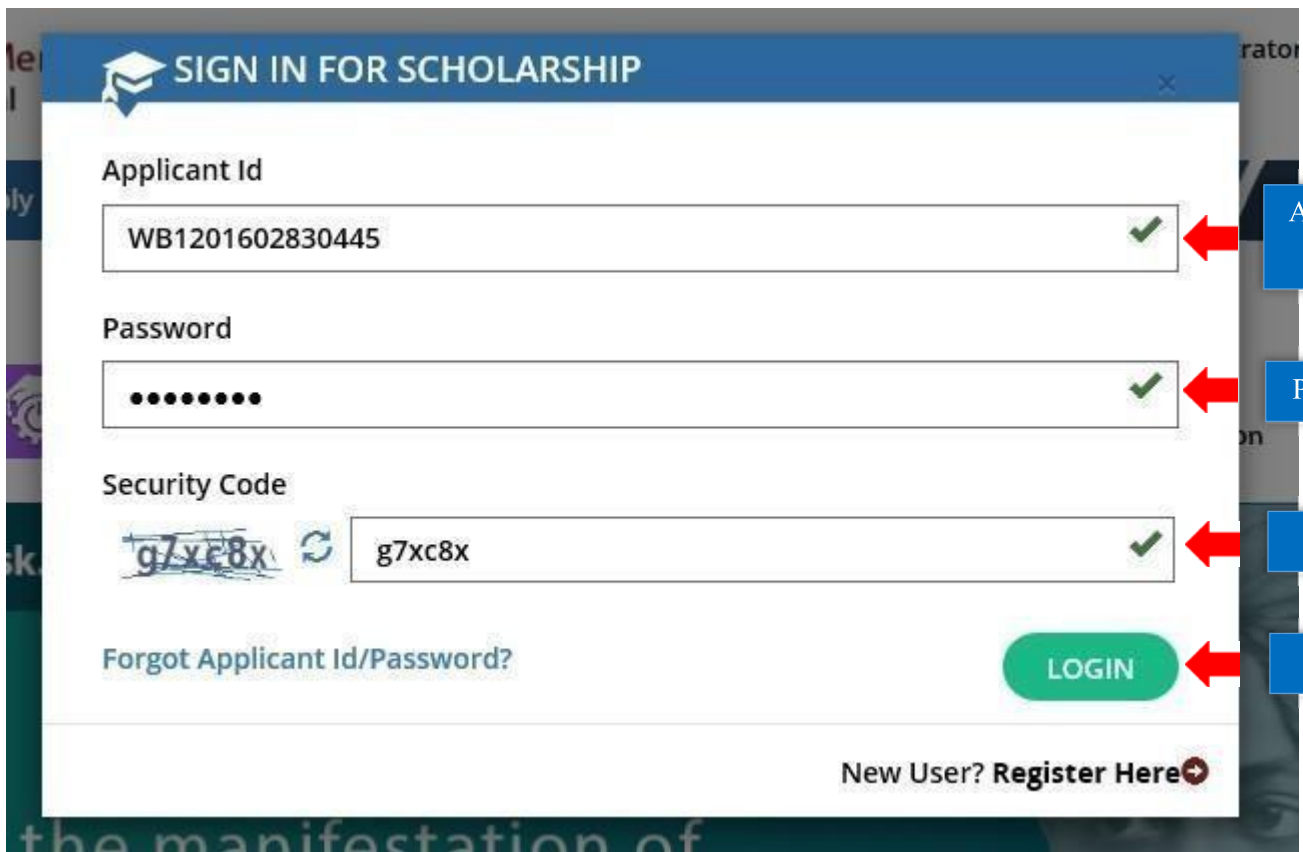 SIGN IN FOR SCHOLARSHIP
×
Applicant Id
WB1201602830445
Password
••••••••
Security Code
g7xc8x
g7xc8x
Forgot Applicant Id/Password?
LOGIN
New User? Register Here
the manifestation of